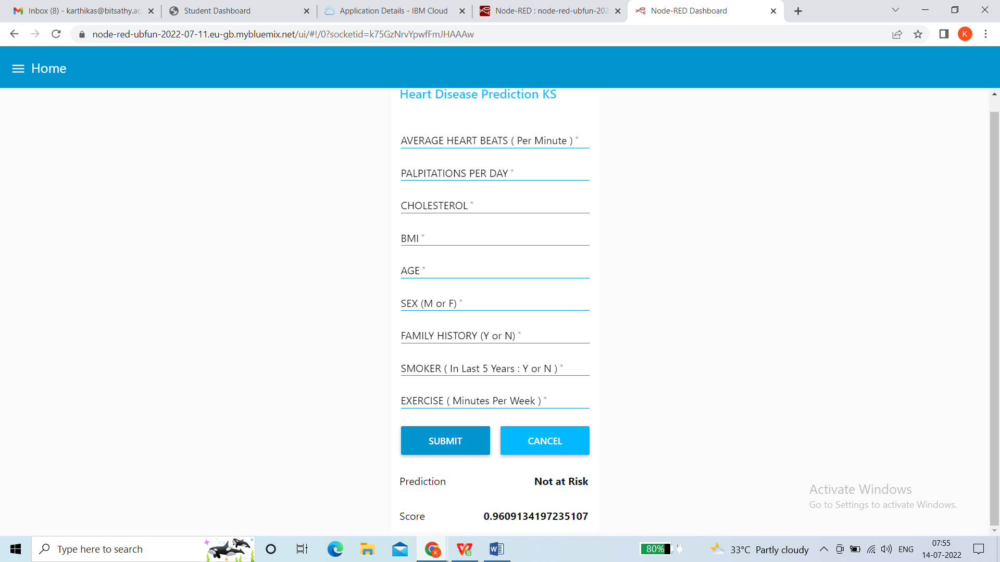 Inbox (8) - karthikas@bitsathy.ac.
Student Dashboard
Application Details - IBM Cloud
Node-RED : node-red-ubfun-202
Node-RED Dashboard
node-red-ubfun-2022-07-11.eu-gb.mybluemix.net/ui/#!/0?socketid=k75GzNrvYpwfFmJHAAAw
K
Home
Heart Disease Prediction KS
AVERAGE HEART BEATS ( Per Minute ) *
PALPITATIONS PER DAY *
CHOLESTEROL *
BMI *
AGE *
SEX (M or F) *
FAMILY HISTORY (Y or N) *
SMOKER ( In Last 5 Years : Y or N ) *
EXERCISE ( Minutes Per Week ) *
SUBMIT CANCEL
Prediction Not at Risk
Score 0.9609134197235107
Activate Windows
Go to Settings to activate Windows.
Type here to search
80%
33°C Partly cloudy
ENG
07:55
14-07-2022